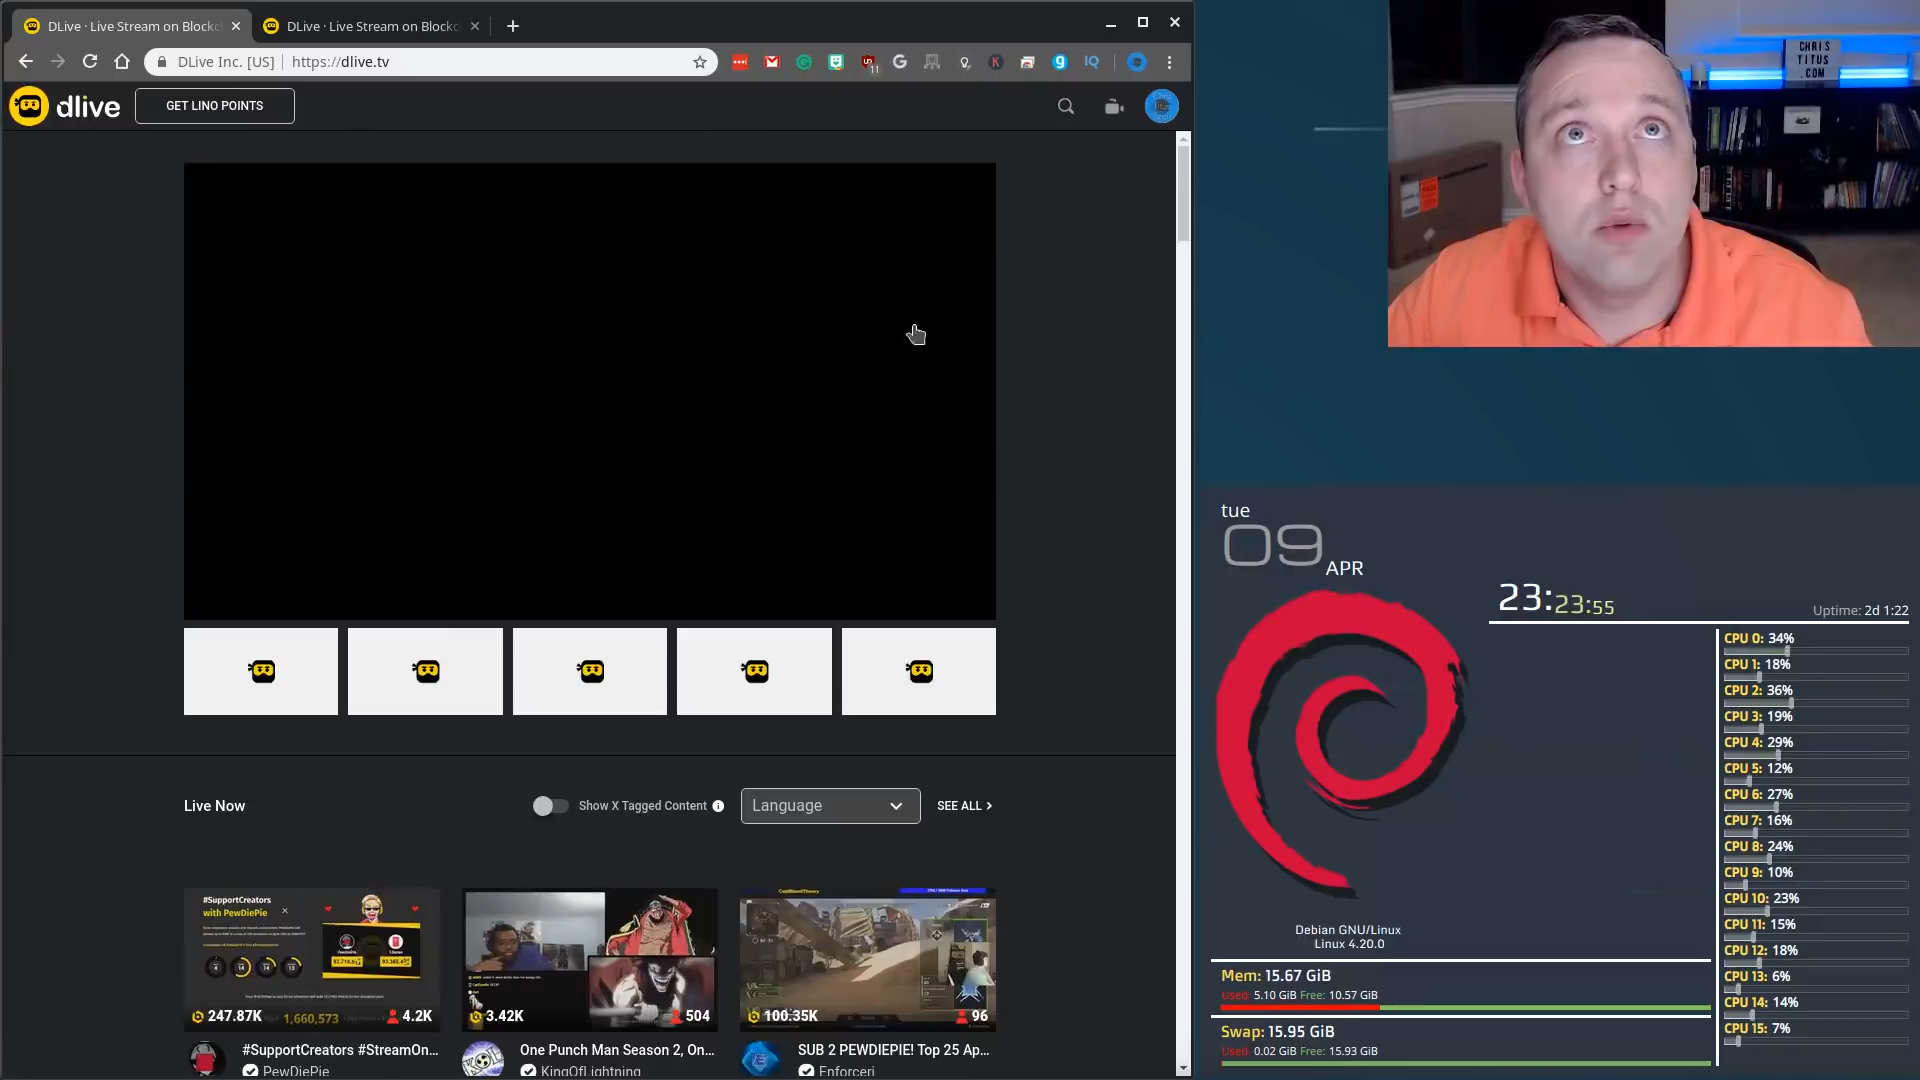 DLive · Live Stream on Blockc
DLive · Live Stream on Blockc
DLive Inc. [US]
https://dlive.tv
11
IQ
dlive
GET LINO POINTS
CHRIS
TITUS
.COM
Live Now
Show X Tagged Content
Language
SEE ALL
#SupportCreators
with PewDiePie
247.87K
1,660,573
4.2K
3.42K
504
100.35K
96
#SupportCreators #StreamOn...
PewDiePie
One Punch Man Season 2, On...
KingOfLightning
SUB 2 PEWDIEPIE! Top 25 Ap...
Enforceri
tue
09
APR
23:23:55
Uptime: 2d 1:22
CPU 0: 34%
CPU 1: 18%
CPU 2: 36%
CPU 3: 19%
CPU 4: 29%
CPU 5: 12%
CPU 6: 27%
CPU 7: 16%
CPU 8: 24%
CPU 9: 10%
CPU 10: 23%
CPU 11: 15%
CPU 12: 18%
CPU 13: 6%
CPU 14: 14%
CPU 15: 7%
Debian GNU/Linux
Linux 4.20.0
Mem: 15.67 GiB
Used: 5.10 GiB Free: 10.57 GiB
Swap: 15.95 GiB
Used: 0.02 GiB Free: 15.93 GiB